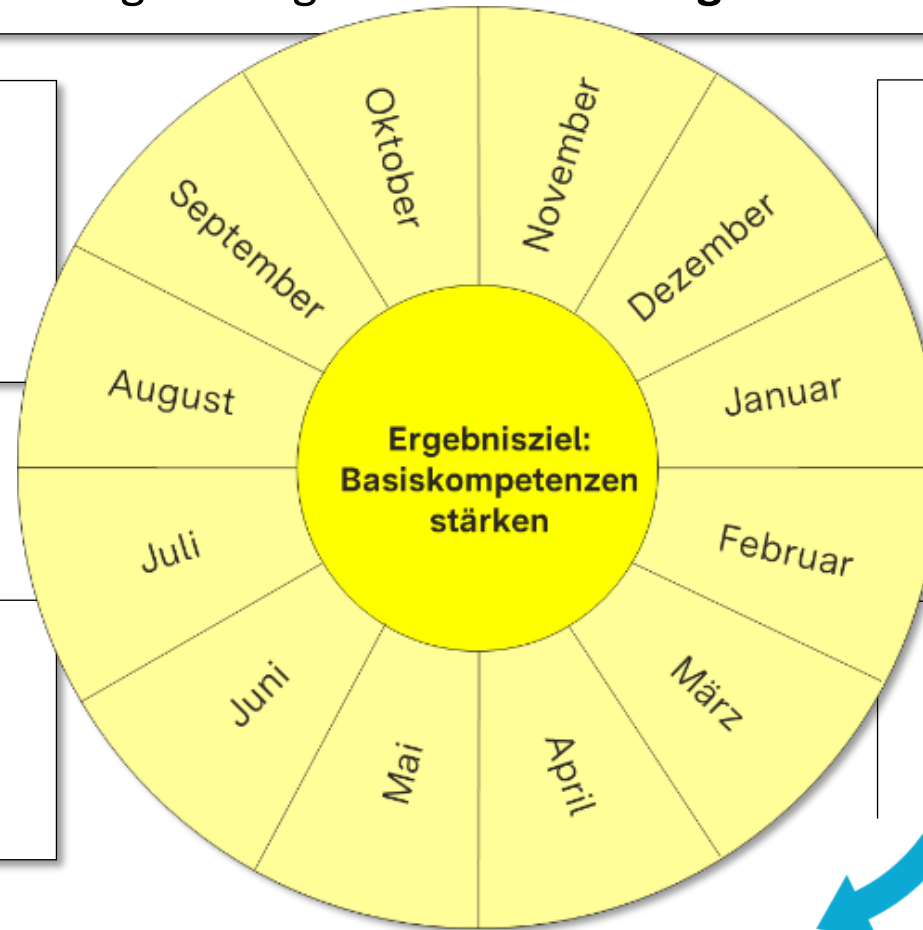 Oktober
November
Dezember
Januar
Februar
März
April
Mai
Juni
Juli
August
September
Ergebnisziel:
Basiskompetenzen
stärken